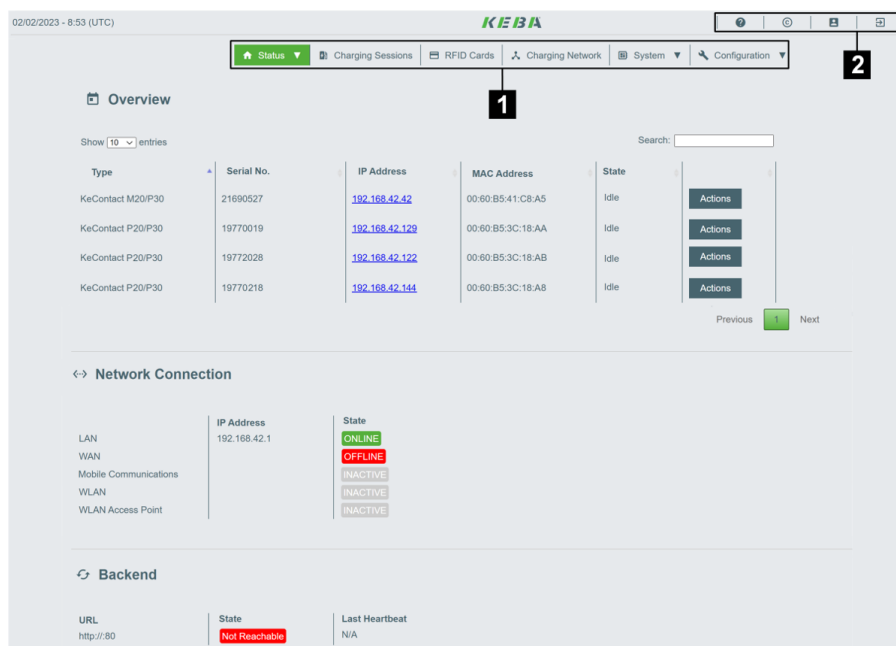 02/02/2023 - 8:53 (UTC)
KEBA
2
Status ▼ Charging Sessions RFID Cards Charging Network System ▼ Configuration ▼
1
Overview
Show 10 entries Search:
Type Serial No. IP Address MAC Address State
KeContact M20/P30 21690527 192.168.42.42 00:60:B5:41:C8:A5 Idle Actions
KeContact P20/P30 19770019 192.168.42.129 00:60:B5:3C:18:AA Idle Actions
KeContact P20/P30 19772028 192.168.42.122 00:60:B5:3C:18:AB Idle Actions
KeContact P20/P30 19770218 192.168.42.144 00:60:B5:3C:18:A8 Idle Actions
Previous 1 Next
Network Connection
IP Address State
LAN 192.168.42.1 ONLINE
WAN OFFLINE
Mobile Communications INACTIVE
WLAN INACTIVE
WLAN Access Point INACTIVE
Backend
URL State Last Heartbeat
http://:80 Not Reachable N/A